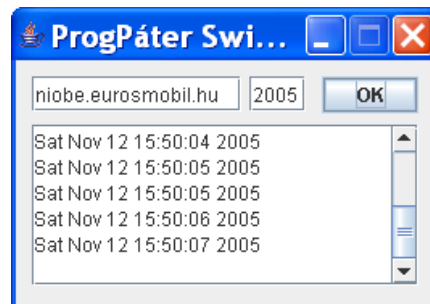 ProgPáter Swi...
niobe.eurosmobil.hu 2005 OK
Sat Nov 12 15:50:04 2005
Sat Nov 12 15:50:05 2005
Sat Nov 12 15:50:05 2005
Sat Nov 12 15:50:06 2005
Sat Nov 12 15:50:07 2005